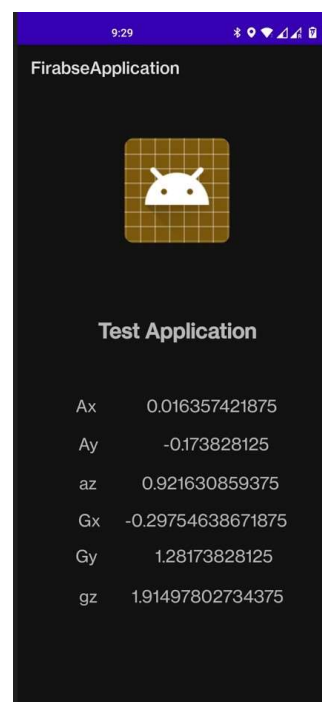 9:29
FirabseApplication
Test Application
Ax 0.016357421875
Ay -0.173828125
az 0.921630859375
Gx -0.29754638671875
Gy 1.28173828125
gz 1.91497802734375